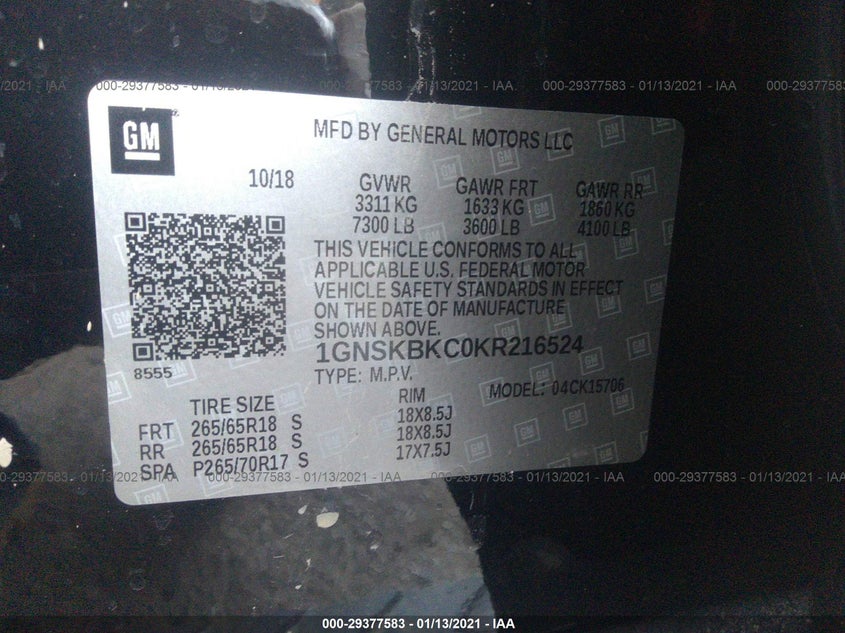 000-29377583 - 01/13/2021 - IAA
GM
MFD BY GENERAL MOTORS LLC
10/18
GVWR GAWR FRT GAWR RR
3311 KG 1633 KG 1860 KG
7300 LB 3600 LB 4100 LB
THIS VEHICLE CONFORMS TO ALL
APPLICABLE U.S. FEDERAL MOTOR
VEHICLE SAFETY STANDARDS IN EFFECT
ON THE DATE OF MANUFACTURE
SHOWN ABOVE.
1GNSKBKC0KR216524
8555
TYPE: M.P.V. MODEL: 04CK15706
TIRE SIZE RIM
FRT 265/65R18 S 18X8.5J
RR 265/65R18 S 18X8.5J
SPA P265/70R17 S 17X7.5J
000-29377583 - 01/13/2021 - IAA
000-29377583 - 01/13/2021 - IAA